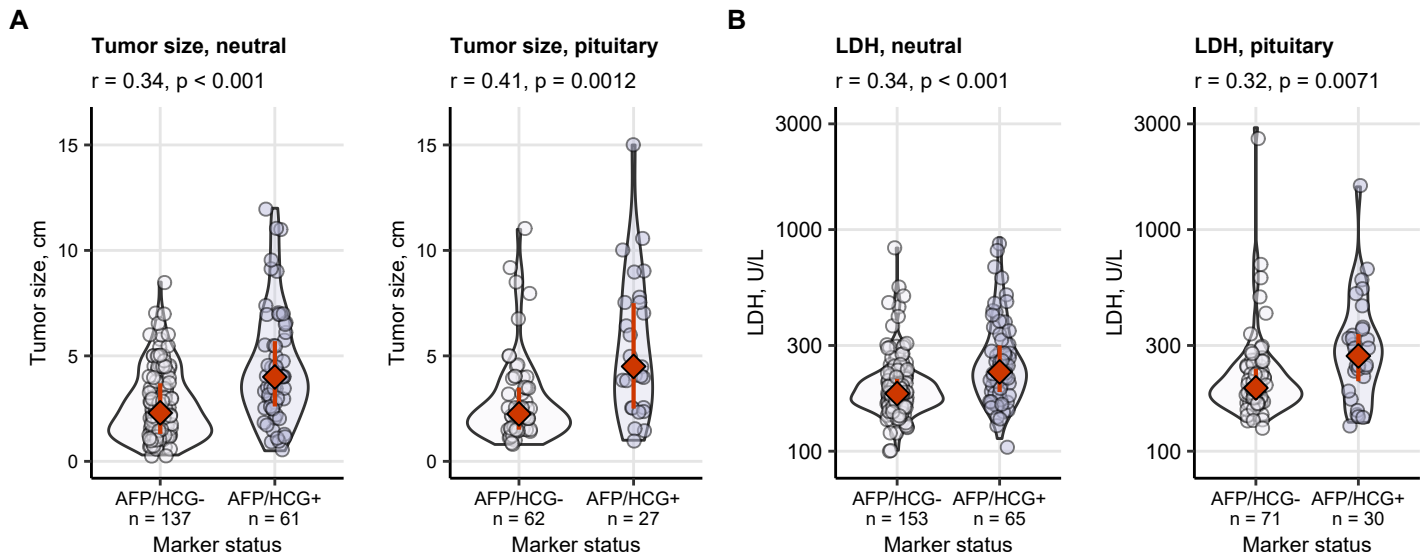 A
B
Tumor size, neutral
r = 0.34, p < 0.001
Tumor size, cm
15
10
5
0
AFP/HCG-
n = 137
AFP/HCG+
n = 61
Marker status
Tumor size, pituitary
r = 0.41, p = 0.0012
Tumor size, cm
15
10
5
0
AFP/HCG-
n = 62
AFP/HCG+
n = 27
Marker status
LDH, neutral
r = 0.34, p < 0.001
LDH, U/L
3000
1000
300
100
AFP/HCG-
n = 153
AFP/HCG+
n = 65
Marker status
LDH, pituitary
r = 0.32, p = 0.0071
LDH, U/L
3000
1000
300
100
AFP/HCG-
n = 71
AFP/HCG+
n = 30
Marker status